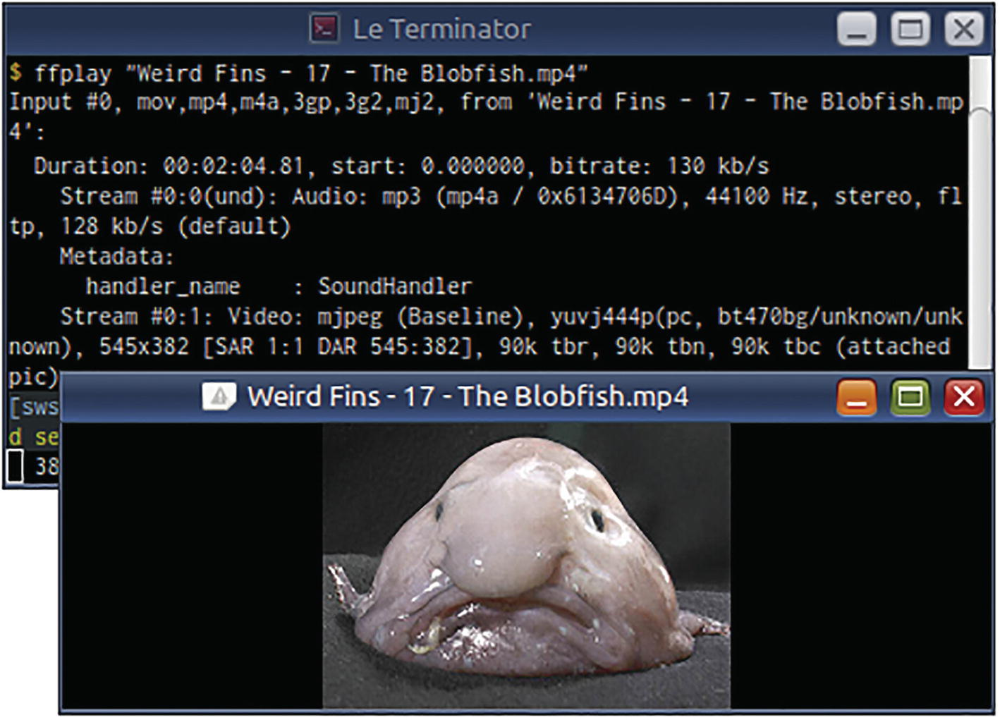 Le Terminator
$ ffplay "Weird Fins - 17 - The Blobfish.mp4"
Input #0, mov,mp4,m4a,3gp,3g2,mj2, from 'Weird Fins - 17 - The Blobfish.mp
4':
Duration: 00:02:04.81, start: 0.000000, bitrate: 130 kb/s
Stream #0:0(und): Audio: mp3 (mp4a / 0x6134706D), 44100 Hz, stereo, fl
tp, 128 kb/s (default)
Metadata:
handler_name : SoundHandler
Stream #0:1: Video: mjpeg (Baseline), yuvj444p(pc, bt470bg/unknown/unk
nown), 545x382 [SAR 1:1 DAR 545:382], 90k tbr, 90k tbn, 90k tbc (attached
pic)
[sws
d se
38
Weird Fins - 17 - The Blobfish.mp4